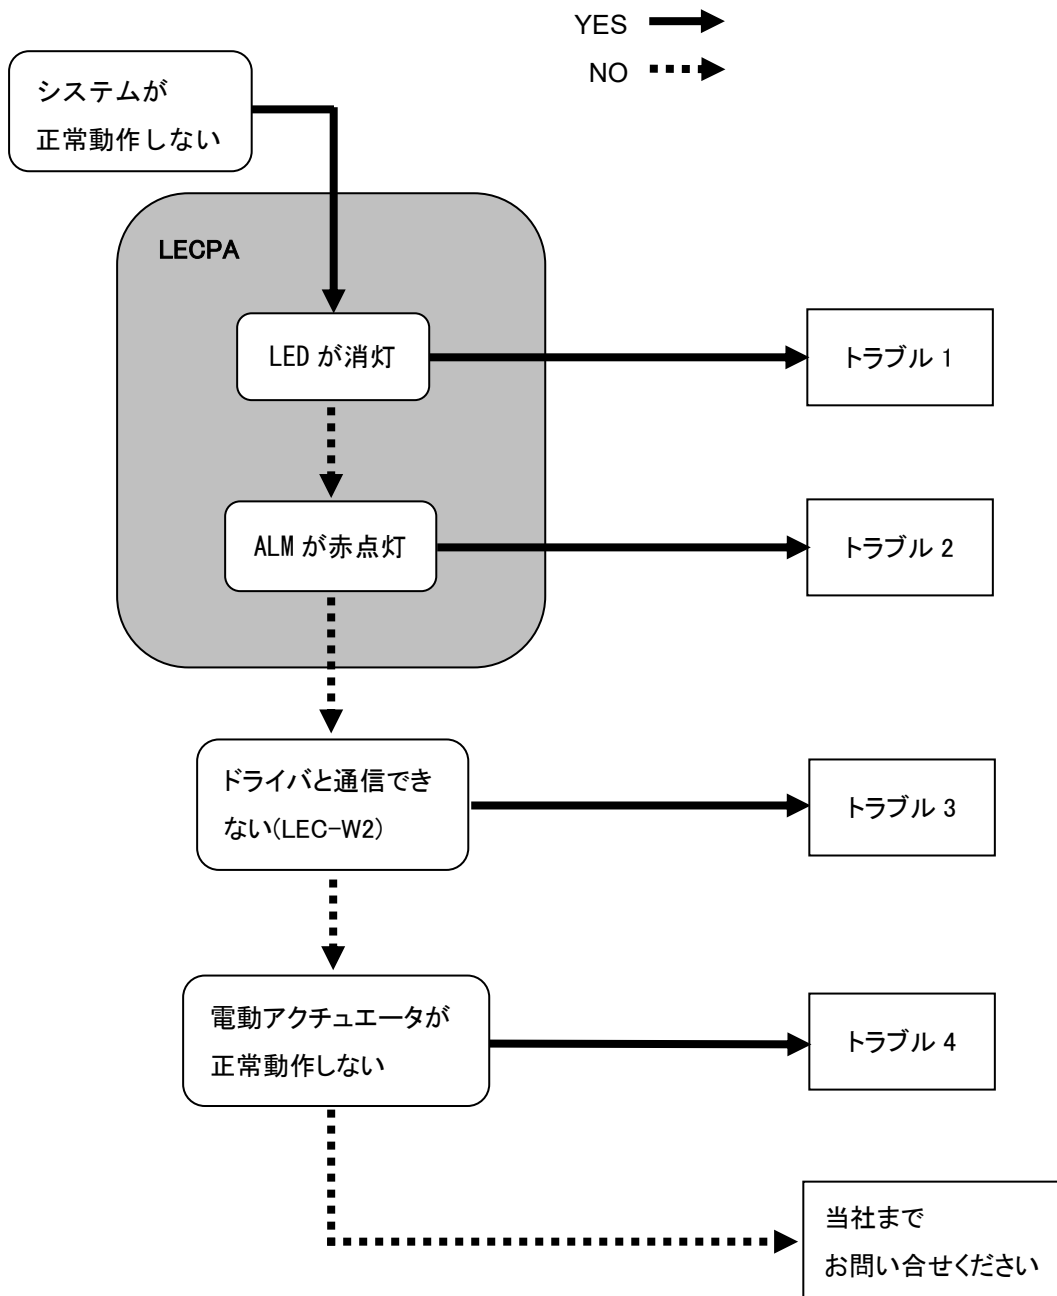 YES
NO
システムが
正常動作しない
LECPA
LED が消灯
トラブル 1
ALM が赤点灯
トラブル 2
ドライバと通信でき
ない(LEC-W2)
トラブル 3
電動アクチュエータが
正常動作しない
トラブル 4
当社まで
お問い合せください